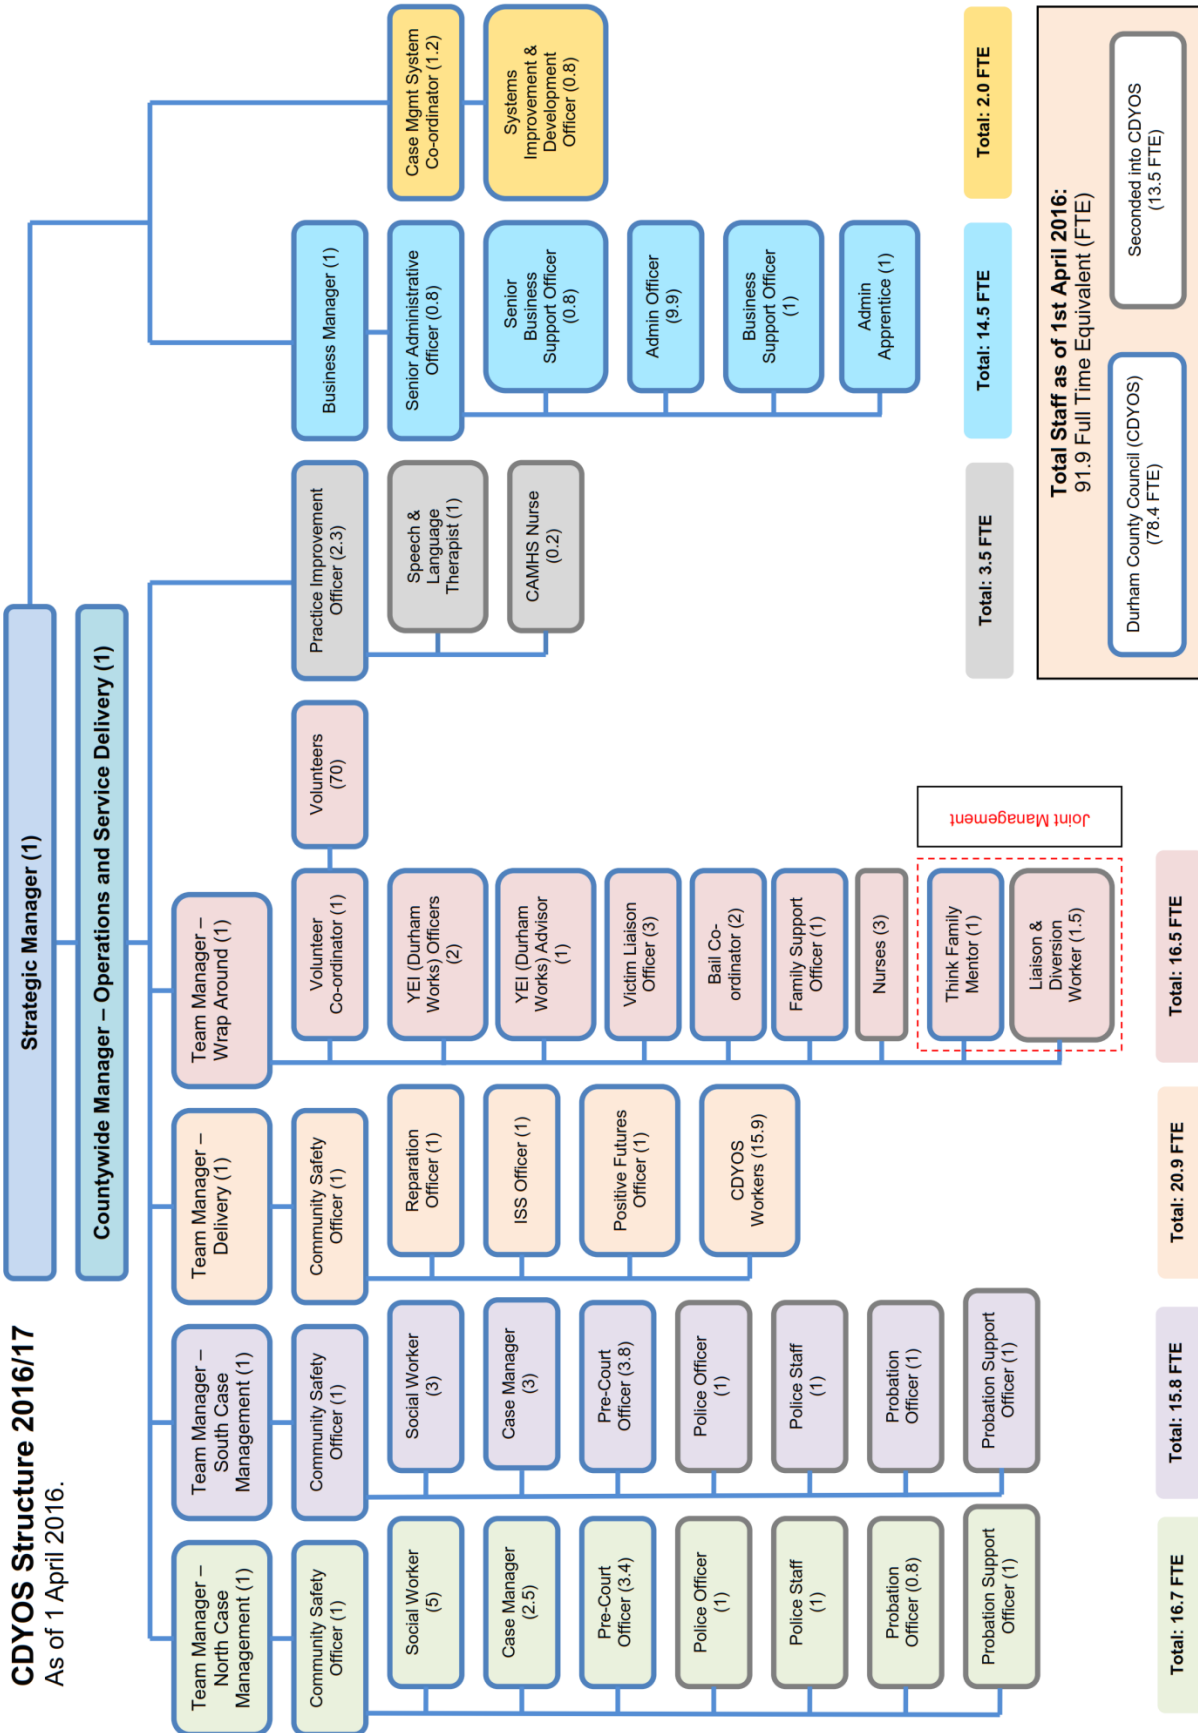 CDYOS Structure 2016/17
As of 1 April 2016.
Strategic Manager (1)
Countywide Manager – Operations and Service Delivery (1)
Team Manager –
North Case
Management (1)
Community Safety
Officer (1)
Social Worker
(5)
Case Manager
(2.5)
Pre-Court
Officer (3.4)
Police Officer
(1)
Police Staff
(1)
Probation
Officer (0.8)
Probation Support
Officer (1)
Total: 16.7 FTE
Team Manager –
South Case
Management (1)
Community Safety
Officer (1)
Social Worker
(3)
Case Manager
(3)
Pre-Court
Officer (3.8)
Police Officer
(1)
Police Staff
(1)
Probation
Officer (1)
Probation Support
Officer (1)
Total: 15.8 FTE
Team Manager –
Delivery (1)
Community Safety
Officer (1)
Reparation
Officer (1)
ISS Officer (1)
Positive Futures
Officer (1)
CDYOS
Workers (15.9)
Total: 20.9 FTE
Team Manager –
Wrap Around (1)
Volunteer
Co-ordinator (1)
Volunteers
(70)
YEI (Durham
Works) Officers
(2)
YEI (Durham
Works) Advisor
(1)
Victim Liaison
Officer (3)
Bail Co-
ordinator (2)
Family Support
Officer (1)
Nurses (3)
Think Family
Mentor (1)
Liaison &
Diversion
Worker (1.5)
Joint Management
Total: 16.5 FTE
Practice Improvement
Officer (2.3)
Speech &
Language
Therapist (1)
CAMHS Nurse
(0.2)
Total: 3.5 FTE
Business Manager (1)
Senior Administrative
Officer (0.8)
Senior
Business
Support Officer
(0.8)
Admin Officer
(9.9)
Business
Support Officer
(1)
Admin
Apprentice (1)
Total: 14.5 FTE
Case Mgmt System
Co-ordinator (1.2)
Systems
Improvement &
Development
Officer (0.8)
Total: 2.0 FTE
Total Staff as of 1st April 2016:
91.9 Full Time Equivalent (FTE)
Durham County Council (CDYOS)
(78.4 FTE)
Seconded into CDYOS
(13.5 FTE)